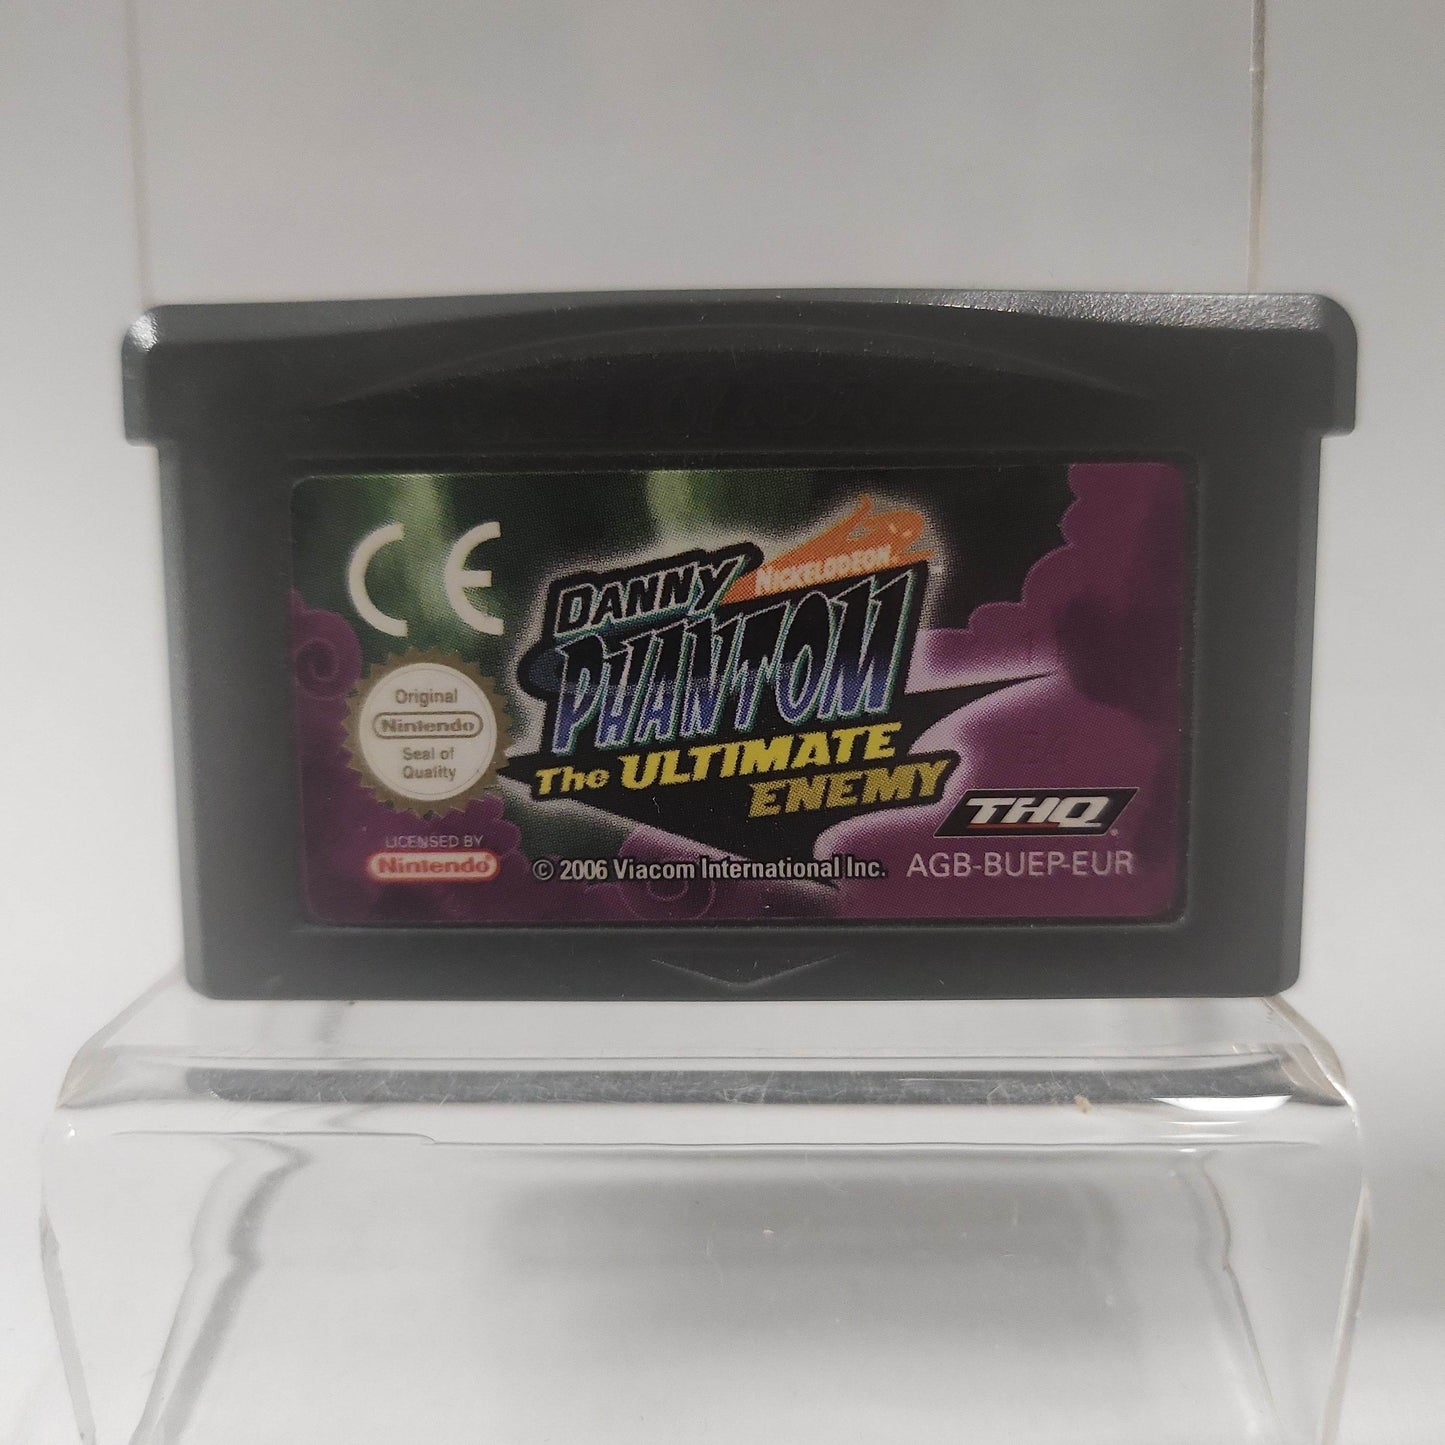 CE
NICKELODEON
DANNY
PHANTOM
The ULTIMATE
ENEMY
Original
Nintendo
Seal of
Quality
LICENSED BY
Nintendo
© 2006 Viacom International Inc.
THQ
AGB-BUEP-EUR